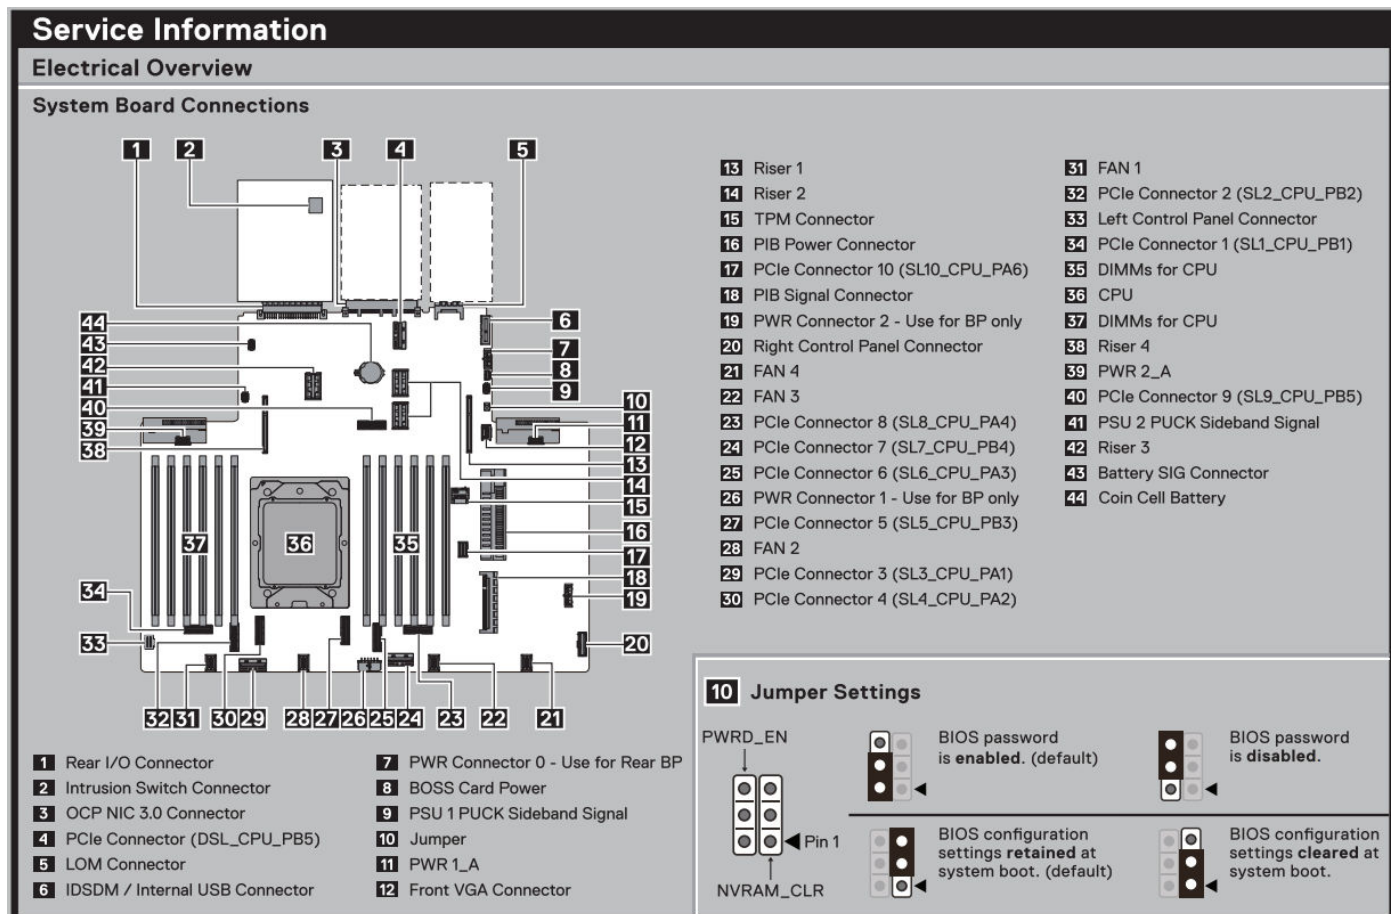 Service Information
Electrical Overview
System Board Connections
1 2 3 4 5
44
43
42
41
40
39
38
37
36
35
34
33
6
7
8
9
10
11
12
13
14
15
16
17
18
19
20
32 31 30 29 28 27 26 25 24 23 22 21
1 Rear I/O Connector
2 Intrusion Switch Connector
3 OCP NIC 3.0 Connector
4 PCIe Connector (DSL_CPU_PB5)
5 LOM Connector
6 IDSDM / Internal USB Connector
7 PWR Connector 0 - Use for Rear BP
8 BOSS Card Power
9 PSU 1 PUCK Sideband Signal
10 Jumper
11 PWR 1_A
12 Front VGA Connector
13 Riser 1
14 Riser 2
15 TPM Connector
16 PIB Power Connector
17 PCIe Connector 10 (SL10_CPU_PA6)
18 PIB Signal Connector
19 PWR Connector 2 - Use for BP only
20 Right Control Panel Connector
21 FAN 4
22 FAN 3
23 PCIe Connector 8 (SL8_CPU_PA4)
24 PCIe Connector 7 (SL7_CPU_PB4)
25 PCIe Connector 6 (SL6_CPU_PA3)
26 PWR Connector 1 - Use for BP only
27 PCIe Connector 5 (SL5_CPU_PB3)
28 FAN 2
29 PCIe Connector 3 (SL3_CPU_PA1)
30 PCIe Connector 4 (SL4_CPU_PA2)
31 FAN 1
32 PCIe Connector 2 (SL2_CPU_PB2)
33 Left Control Panel Connector
34 PCIe Connector 1 (SL1_CPU_PB1)
35 DIMMs for CPU
36 CPU
37 DIMMs for CPU
38 Riser 4
39 PWR 2_A
40 PCIe Connector 9 (SL9_CPU_PB5)
41 PSU 2 PUCK Sideband Signal
42 Riser 3
43 Battery SIG Connector
44 Coin Cell Battery
10 Jumper Settings
PWRD_EN
Pin 1
NVRAM_CLR
BIOS password
is enabled. (default)
BIOS password
is disabled.
BIOS configuration
settings retained at
system boot. (default)
BIOS configuration
settings cleared at
system boot.